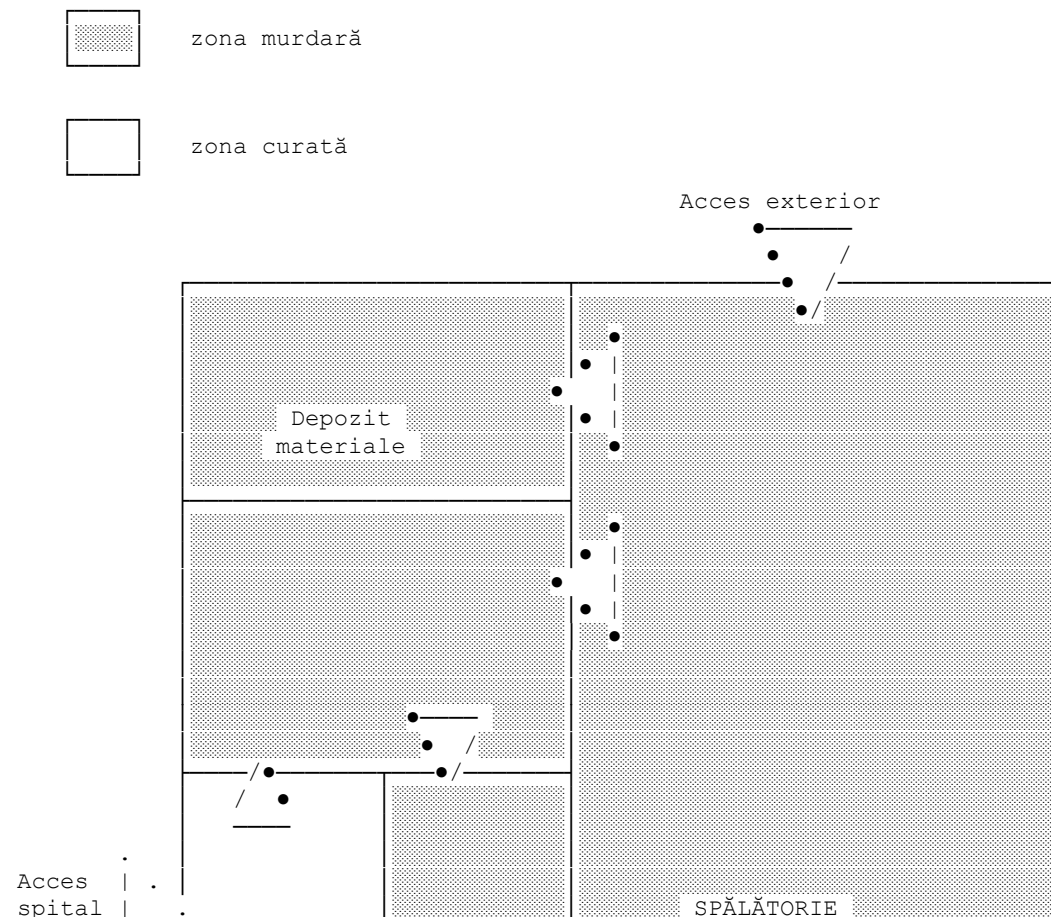 zona murdară
zona curată
Acces exterior
Depozit
materiale
Acces
spital
SPĂLĂTORIE